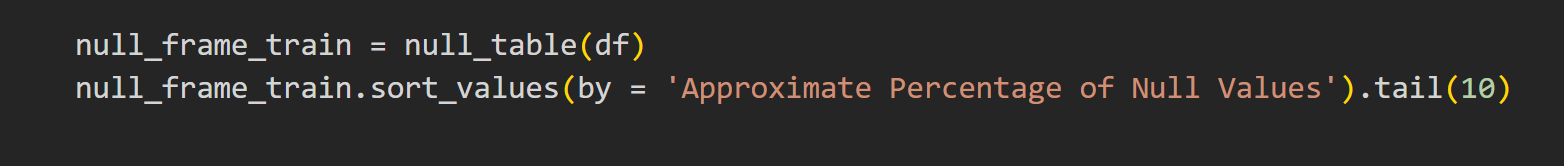 null_frame_train = null_table(df)
null_frame_train.sort_values(by = 'Approximate Percentage of Null Values').tail(10)